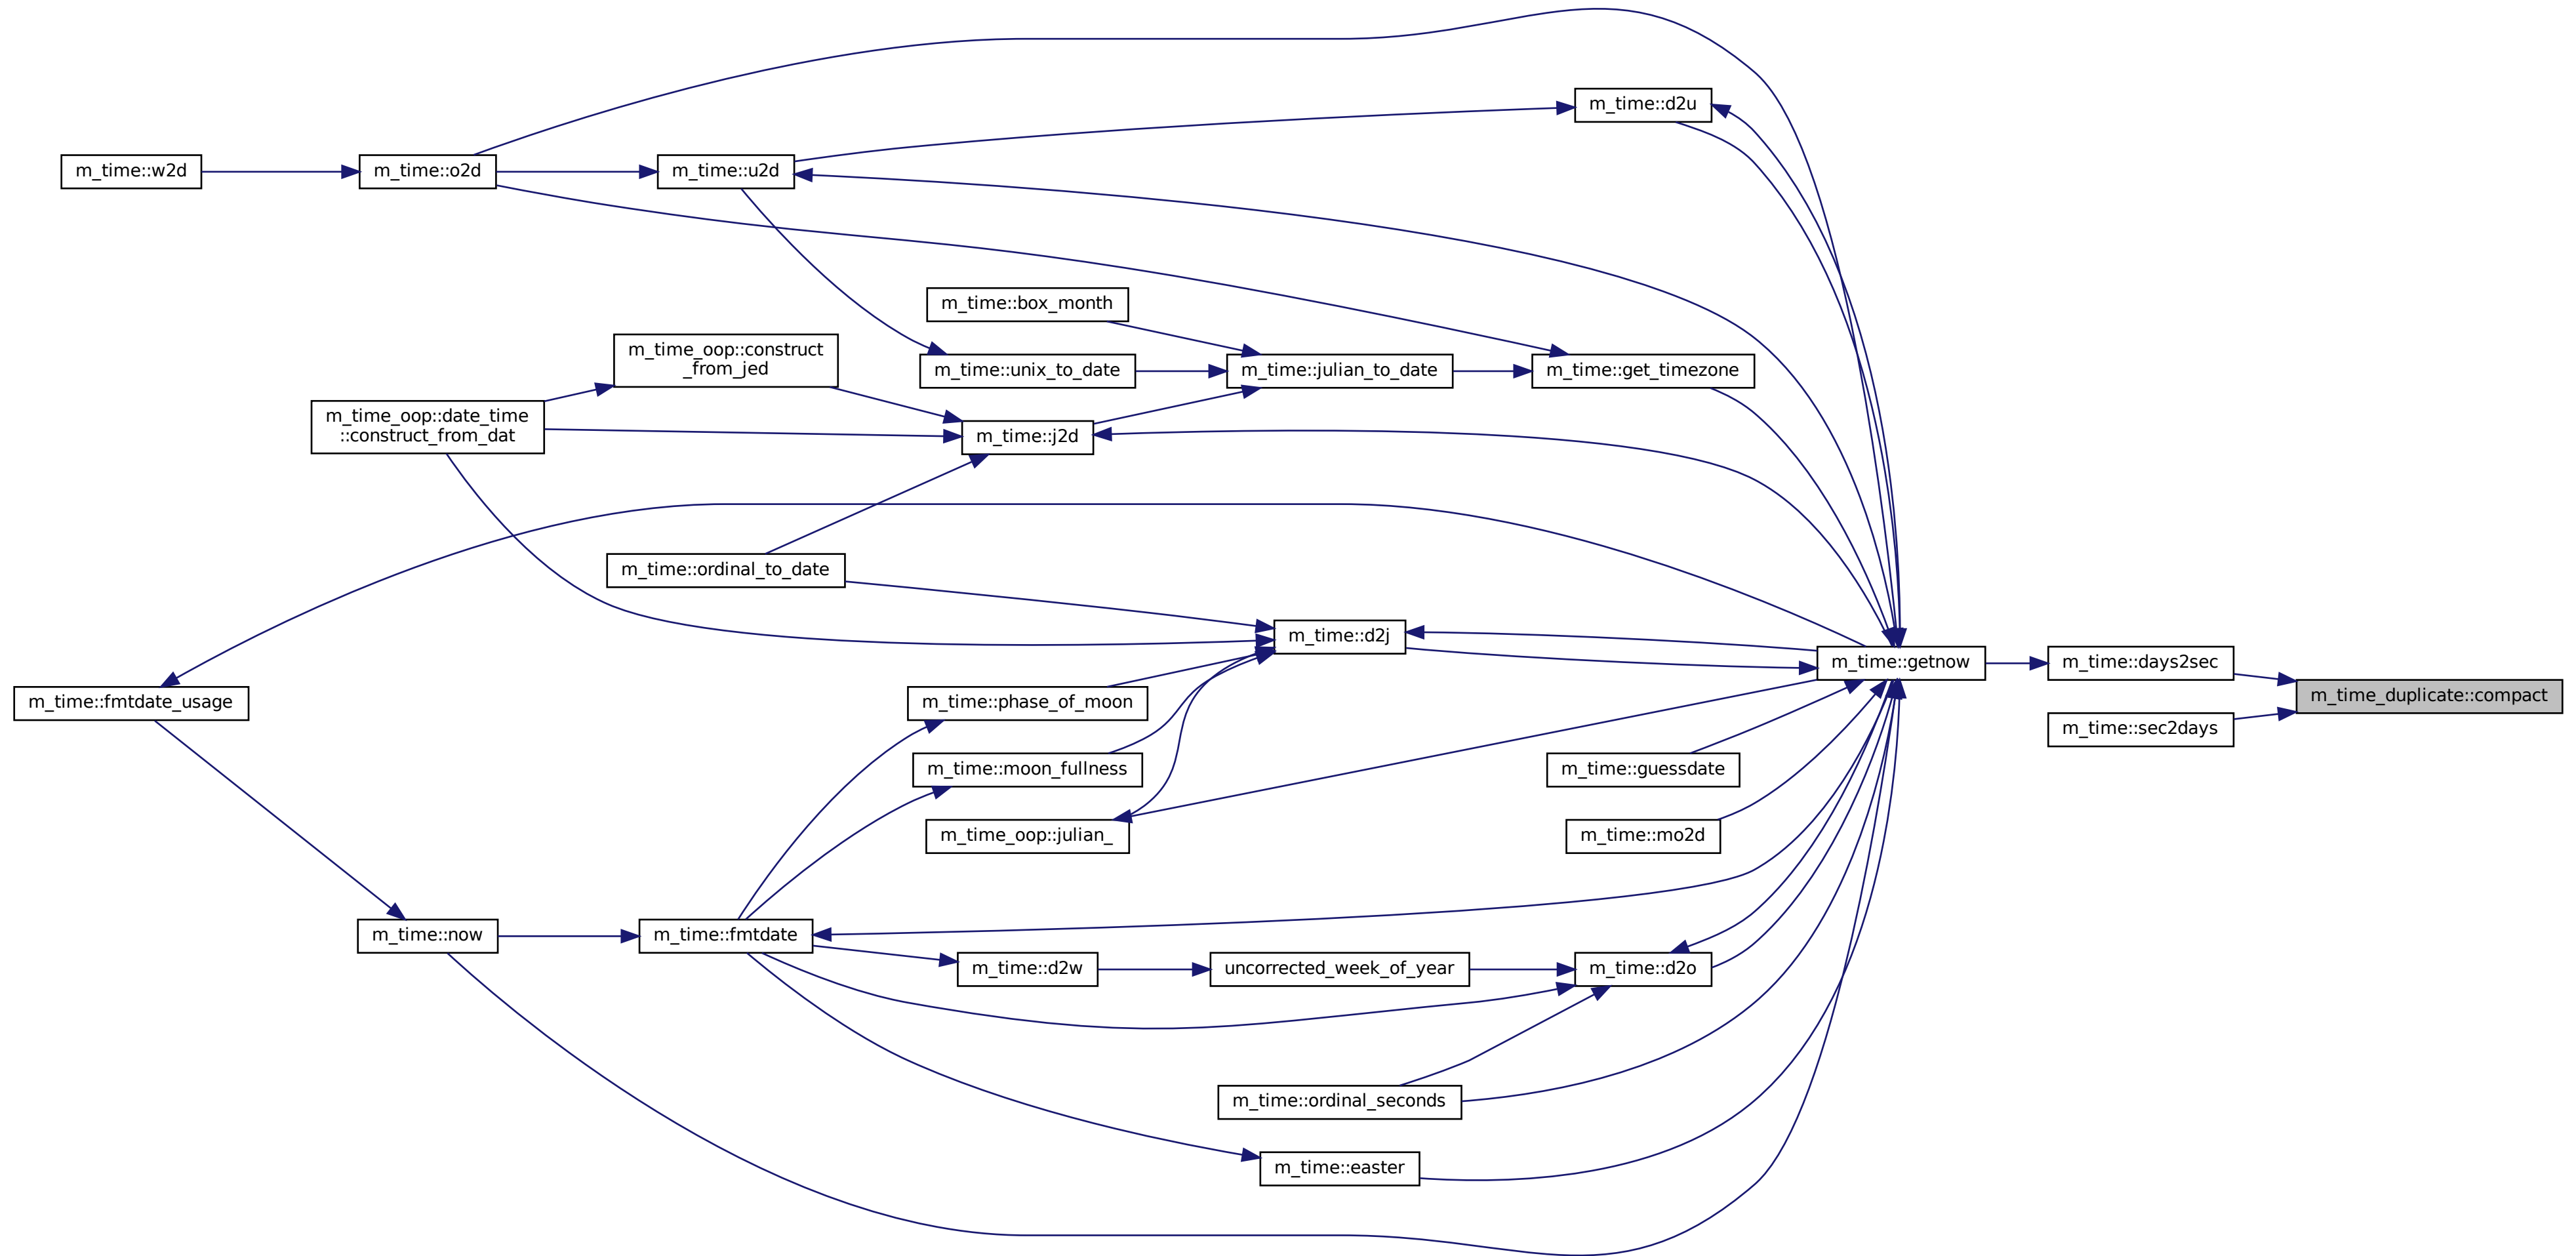 m_time::d2u
m_time::w2d
m_time::o2d
m_time::u2d
m_time::box_month
m_time_oop::construct
_from_jed
m_time::unix_to_date
m_time::julian_to_date
m_time::get_timezone
m_time_oop::date_time
::construct_from_dat
m_time::j2d
m_time::ordinal_to_date
m_time::d2j
m_time::getnow
m_time::days2sec
m_time_duplicate::compact
m_time::fmtdate_usage
m_time::phase_of_moon
m_time::sec2days
m_time::moon_fullness
m_time::guessdate
m_time_oop::julian_
m_time::mo2d
m_time::now
m_time::fmtdate
m_time::d2w
uncorrected_week_of_year
m_time::d2o
m_time::ordinal_seconds
m_time::easter